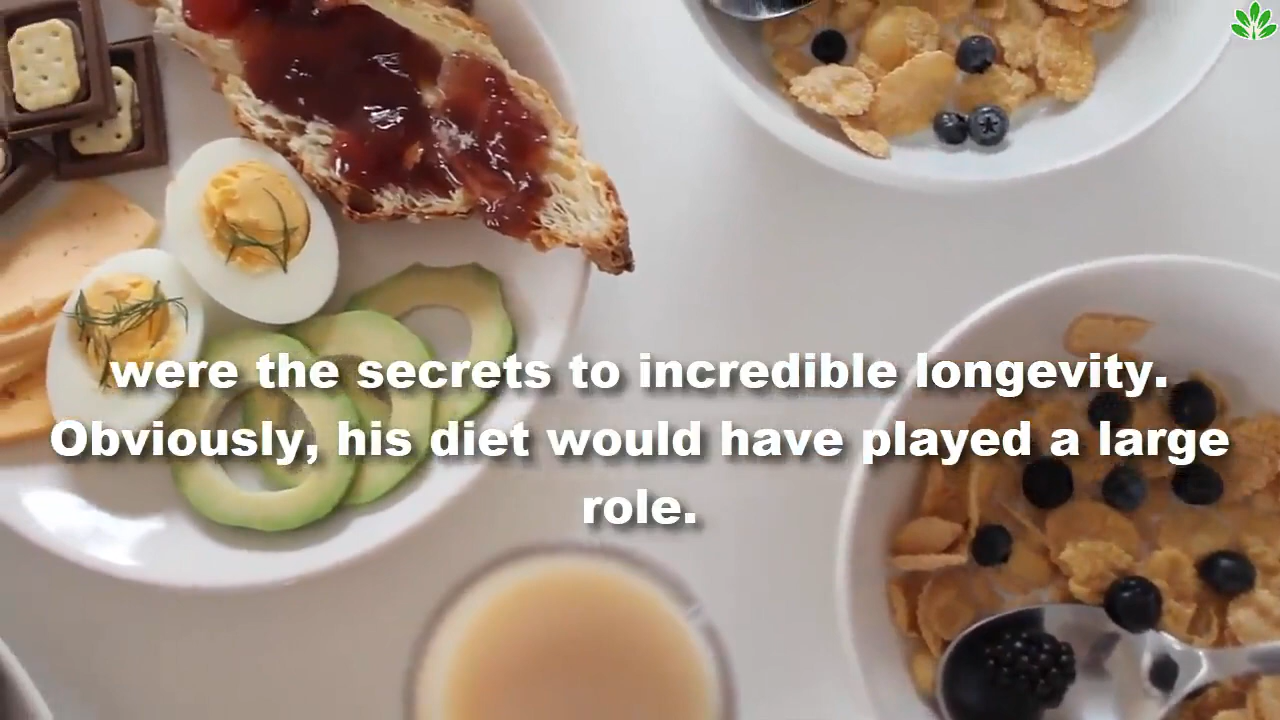 were the secrets to incredible longevity.
Obviously, his diet would have played a large
role.